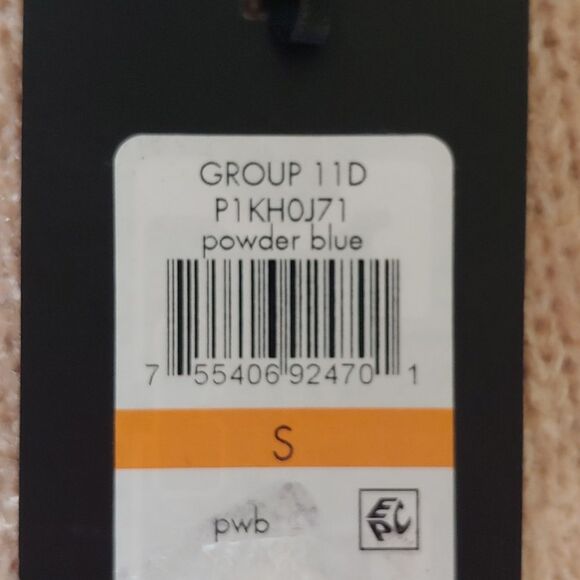 GROUP 11D
P1KH0J71
powder blue
7 55406 92470 1
S
pwb
EPC